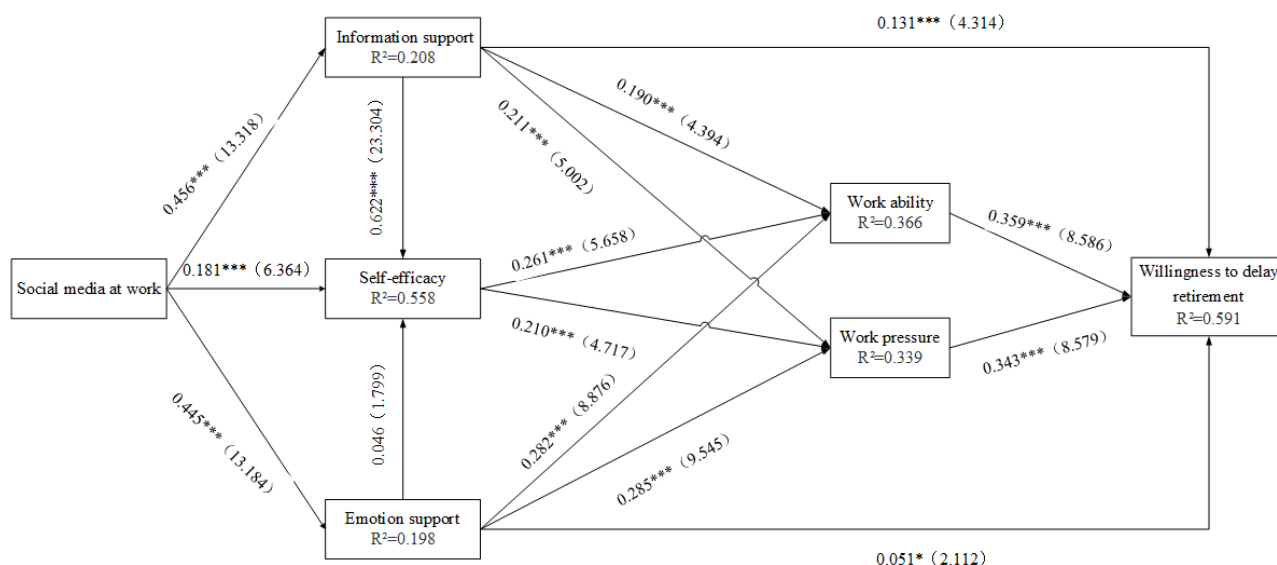 0.131***（4.314）
Information support
R²=0.208
0.190***（4.394）
0.211***（5.002）
0.456***（13.318）
0.622***（23.304）
Work ability
R²=0.366
0.359***（8.586）
0.261***（5.658）
0.181***（6.364）
Social media at work
Self-efficacy
R²=0.558
Willingness to delay
retirement
R²=0.591
0.210***（4.717）
Work pressure
R²=0.339
0.343***（8.579）
0.046（1.799）
0.445***（13.184）
0.282***（8.876）
0.285***（9.545）
Emotion support
R²=0.198
0.051*（2.112）